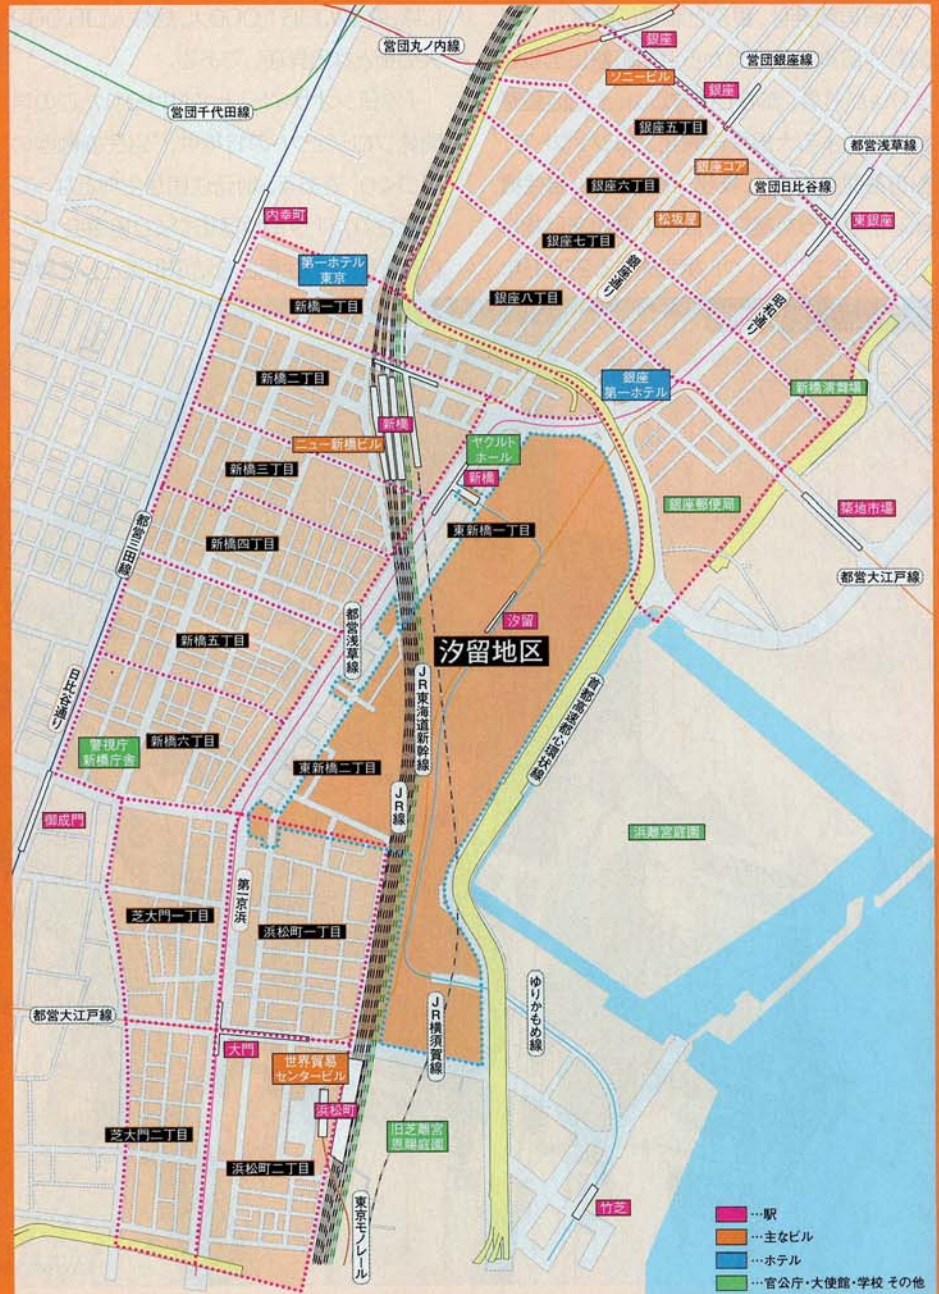 営団丸ノ内線
銀座
ソニービル
営団銀座線
営団千代田線
銀座
銀座五丁目
都営浅草線
銀座コア
営団日比谷線
銀座六丁目
内幸町
松坂屋
東銀座
銀座七丁目
第一ホテル
東京
銀座通り
銀座八丁目
新橋一丁目
昭和通り
新橋二丁目
銀座
第一ホテル
新橋演舞場
新橋
ニュー新橋ビル
ヤクルト
ホール
新橋三丁目
新橋
銀座郵便局
築地市場
東新橋一丁目
新橋四丁目
都営三田線
都営大江戸線
汐留
都営浅草線
新橋五丁目
汐留地区
日比谷通り
JR東海道新幹線
首都高速都心環状線
新橋六丁目
警視庁
新橋庁舎
東新橋二丁目
JR線
御成門
浜離宮庭園
第一京浜
芝大門一丁目
浜松町一丁目
都営大江戸線
JR横須賀線
ゆりかもめ線
大門
世界貿易
センタービル
浜松町
旧芝離宮
恩賜庭園
芝大門二丁目
浜松町二丁目
東京モノレール
竹芝
…駅
…主なビル
…ホテル
…官公庁・大使館・学校 その他